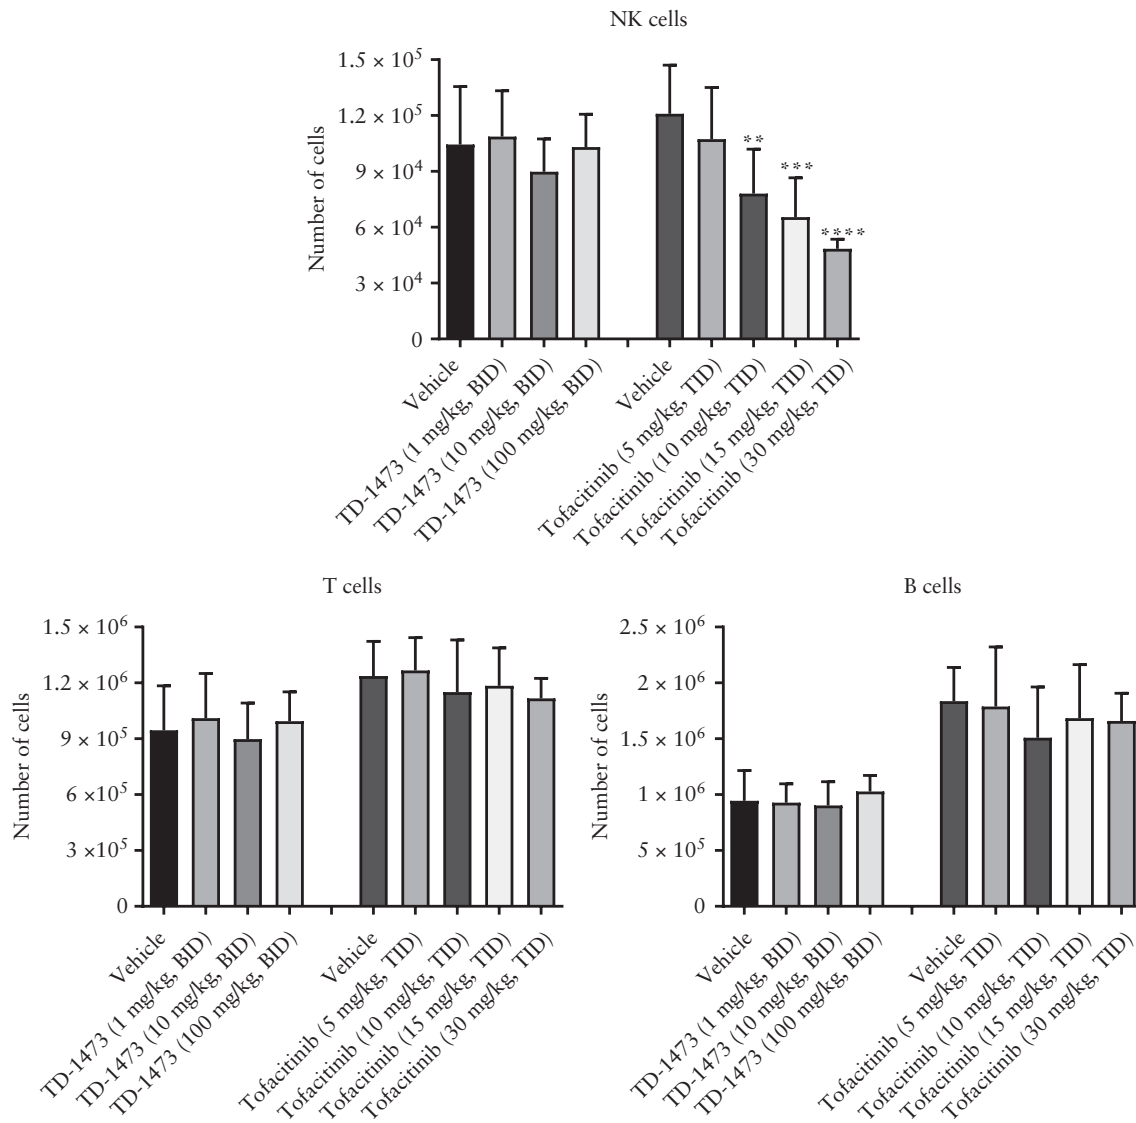 NK cells
Number of cells
1.5 × 10⁵
1.2 × 10⁵
9 × 10⁴
6 × 10⁴
3 × 10⁴
0
**
***
****
Vehicle
TD-1473 (1 mg/kg, BID)
TD-1473 (10 mg/kg, BID)
TD-1473 (100 mg/kg, BID)
Vehicle
Tofacitinib (5 mg/kg, TID)
Tofacitinib (10 mg/kg, TID)
Tofacitinib (15 mg/kg, TID)
Tofacitinib (30 mg/kg, TID)
T cells
Number of cells
1.5 × 10⁶
1.2 × 10⁶
9 × 10⁵
6 ×10⁵
3 ×10⁵
0
Vehicle
TD-1473 (1 mg/kg, BID)
TD-1473 (10 mg/kg, BID)
TD-1473 (100 mg/kg, BID)
Vehicle
Tofacitinib (5 mg/kg, TID)
Tofacitinib (10 mg/kg, TID)
Tofacitinib (15 mg/kg, TID)
Tofacitinib (30 mg/kg, TID)
B cells
Number of cells
2.5 × 10⁶
2 × 10⁶
1.5 × 10⁶
1 × 10⁶
5 × 10⁵
0
Vehicle
TD-1473 (1 mg/kg, BID)
TD-1473 (10 mg/kg, BID)
TD-1473 (100 mg/kg, BID)
Vehicle
Tofacitinib (5 mg/kg, TID)
Tofacitinib (10 mg/kg, TID)
Tofacitinib (15 mg/kg, TID)
Tofacitinib (30 mg/kg, TID)